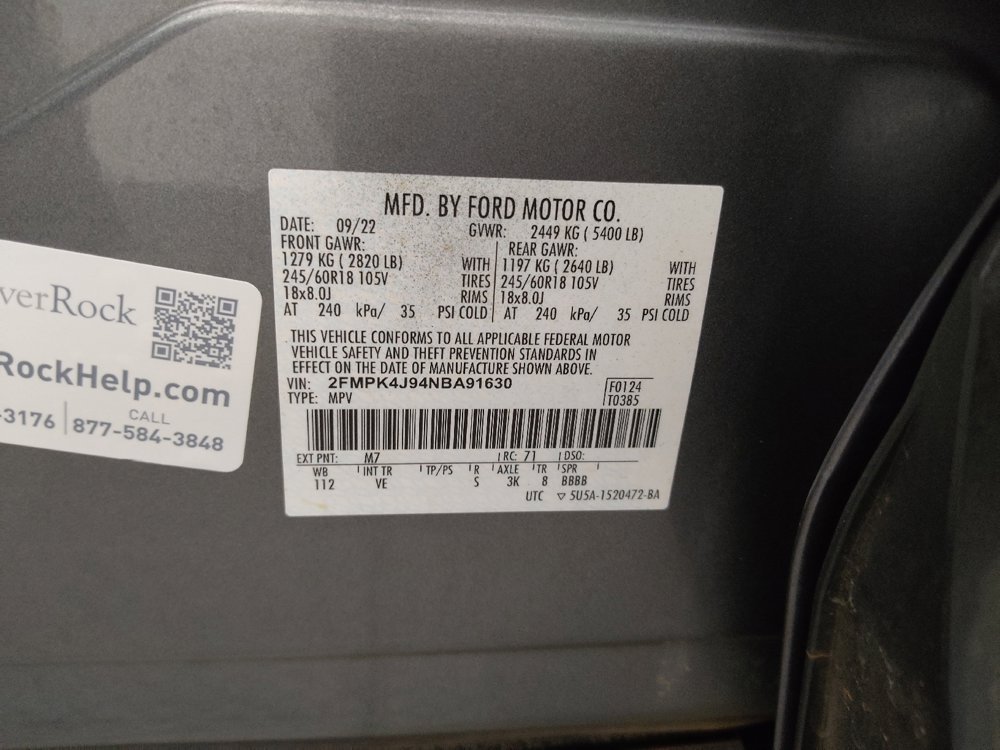 MFD. BY FORD MOTOR CO.
DATE: 09/22 GVWR: 2449 KG ( 5400 LB)
FRONT GAWR: REAR GAWR:
1279 KG ( 2820 LB) WITH 1197 KG ( 2640 LB) WITH
245/60R18 105V TIRES 245/60R18 105V TIRES
18x8.0J RIMS 18x8.0J RIMS
AT 240 kPa/ 35 PSI COLD AT 240 kPa/ 35 PSI COLD
THIS VEHICLE CONFORMS TO ALL APPLICABLE FEDERAL MOTOR
VEHICLE SAFETY AND THEFT PREVENTION STANDARDS IN
EFFECT ON THE DATE OF MANUFACTURE SHOWN ABOVE.
VIN: 2FMPK4J94NBA91630 F0124
TYPE: MPV T0385
EXT PNT: M7 RC: 71 DSO:
WB INT TR TP/PS R AXLE TR SPR
112 VE S 3K 8 BBBB
UTC ▽ 5U5A-1520472-BA
verRock
RockHelp.com
CALL
-3176 877-584-3848